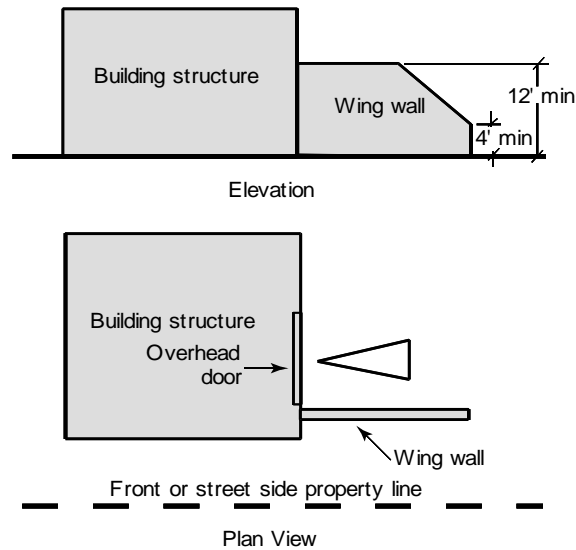 Building structure
Wing wall
12' min
4' min
Elevation
Building structure
Overhead
door
Wing wall
Front or street side property line
Plan View